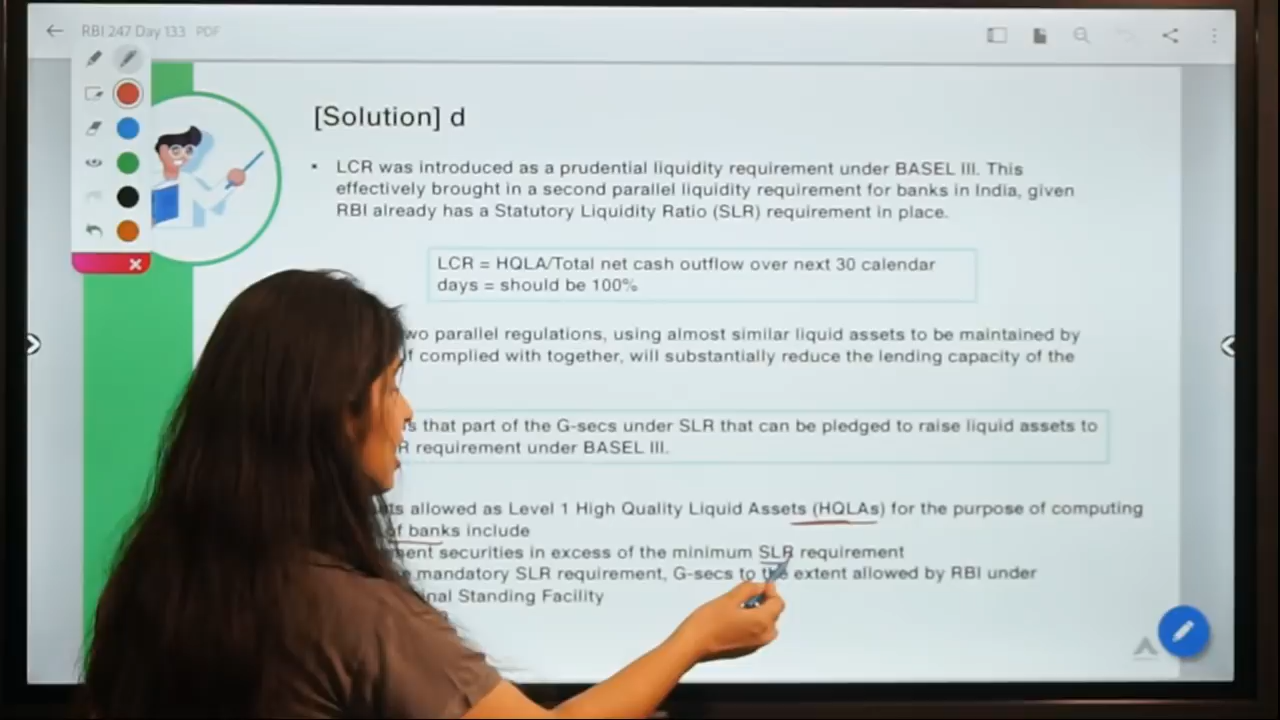 RBI 247 Day 133 PDF
[Solution] d
LCR was introduced as a prudential liquidity requirement under BASEL III. This
effectively brought in a second parallel liquidity requirement for banks in India, given
RBI already has a Statutory Liquidity Ratio (SLR) requirement in place.
LCR = HQLA/Total net cash outflow over next 30 calendar
days = should be 100%
parallel regulations, using almost similar liquid assets to be maintained by
complied with together, will substantially reduce the lending capacity of the
that part of the G-secs under SLR that can be pledged to raise liquid assets to
requirement under BASEL III.
allowed as Level 1 High Quality Liquid Assets (HQLAs) for the purpose of computing
of banks include
securities in excess of the minimum SLR requirement
mandatory SLR requirement, G-secs to the extent allowed by RBI under
Standing Facility